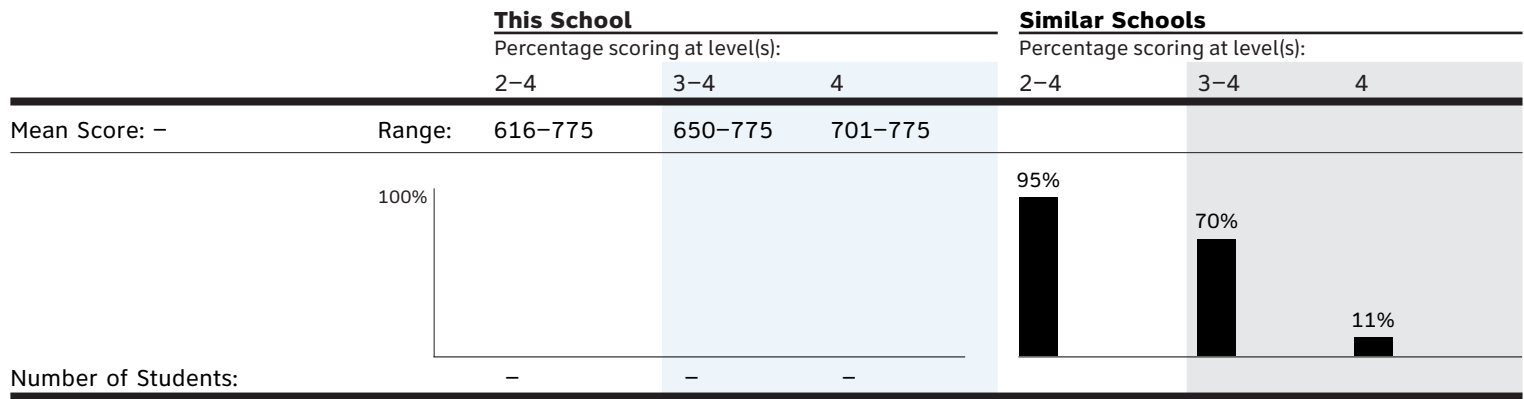 This School Similar Schools
Percentage scoring at level(s): Percentage scoring at level(s):
2–4 3–4 4 2–4 3–4 4
Mean Score: – Range: 616–775 650–775 701–775
95%
100%
70%
11%
Number of Students: – – –